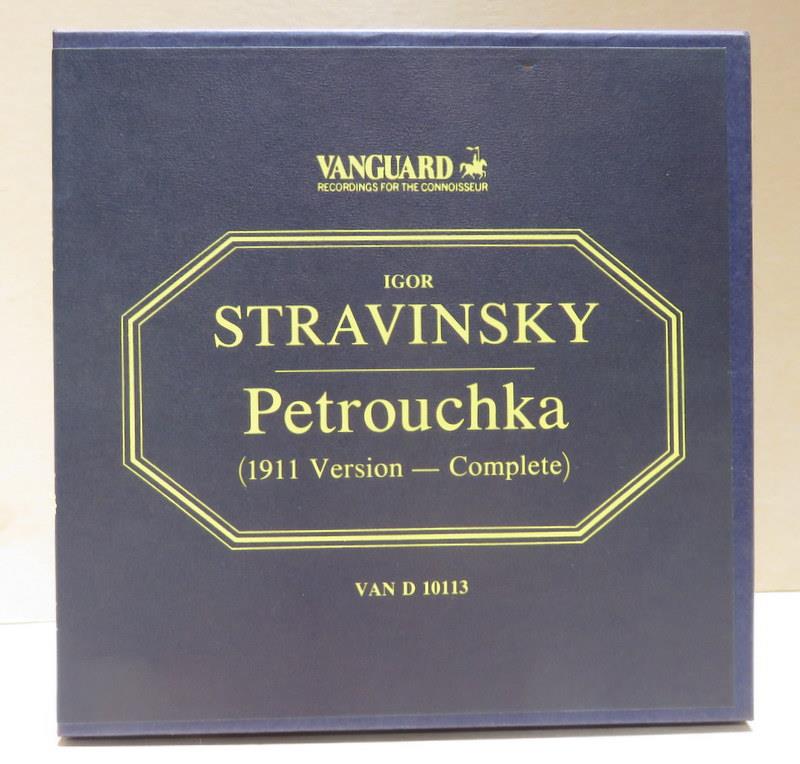 VANGUARD
RECORDINGS FOR THE CONNOISSEUR
IGOR
STRAVINSKY
Petrouchka
(1911 Version — Complete)
VAN D 10113